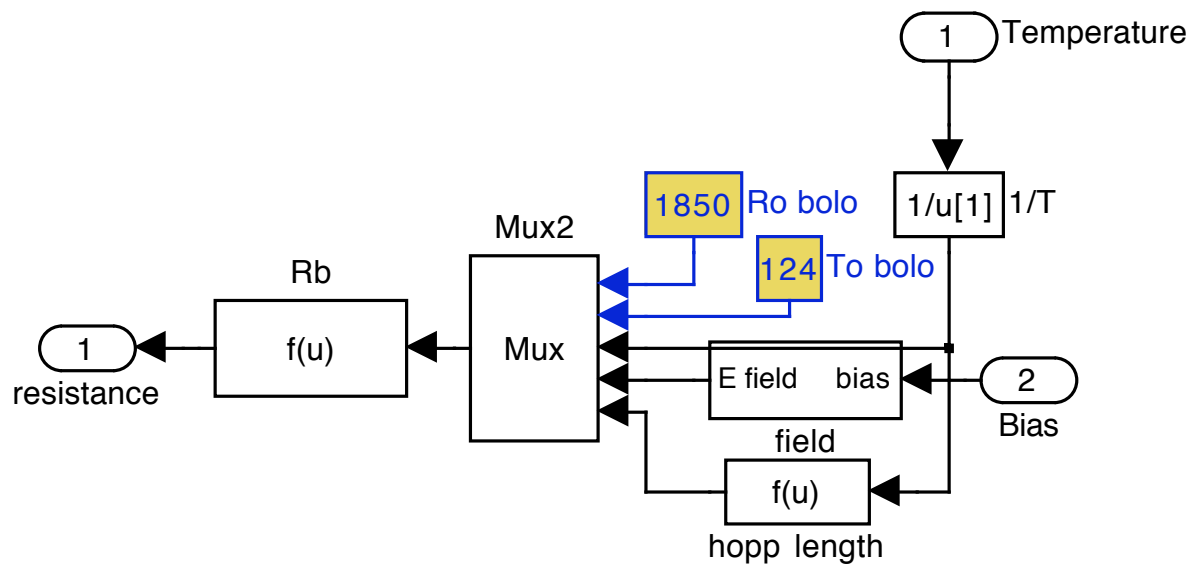 1 Temperature
1850 Ro bolo
1/u[1] 1/T
Mux2
124 To bolo
Rb
1
f(u)
Mux
E field bias
2
resistance
Bias
field
f(u)
hopp length